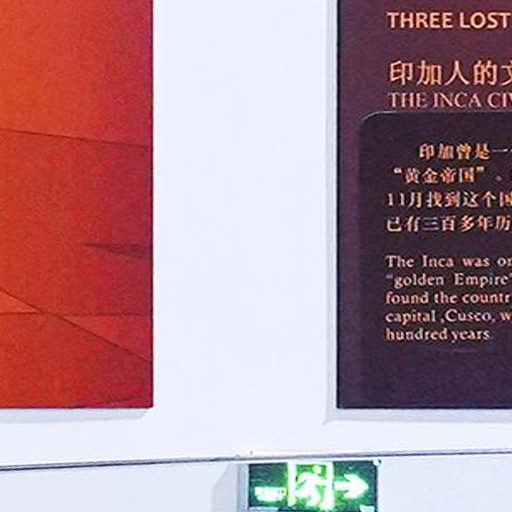 THREE LOST
印加人的文
THE INCA CI
印加曾是一
“黄金帝国”。
11月找到这个国
已有三百多年历
The Inca was on
"golden Empire"
found the countr
capital ,Cusco, w
hundred years.